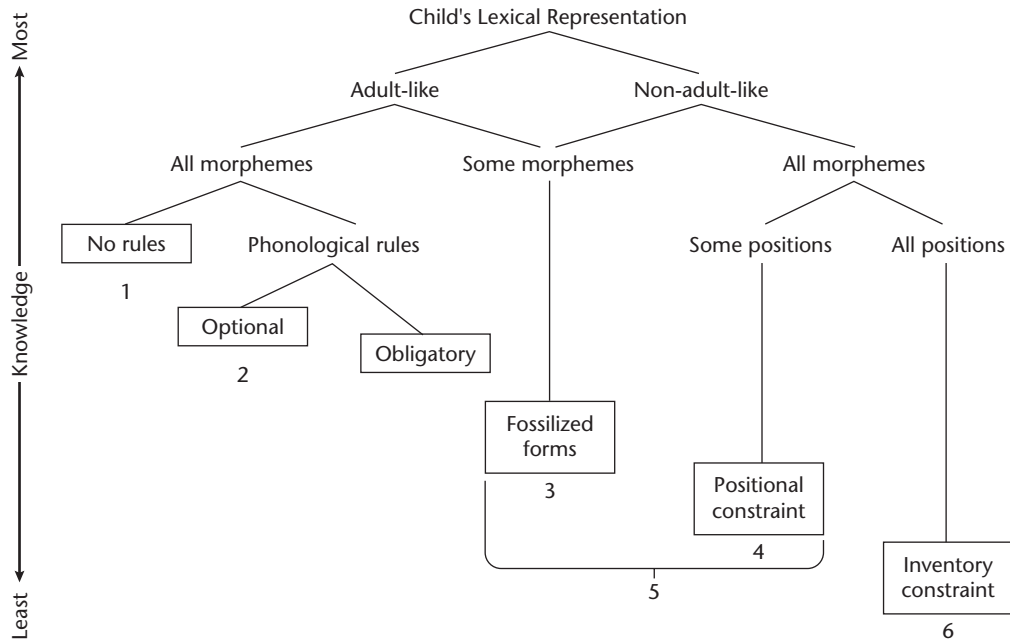 Child's Lexical Representation
Most
Adult-like
Non-adult-like
All morphemes
Some morphemes
All morphemes
No rules
Phonological rules
Some positions
All positions
1
Optional
Knowledge
Obligatory
2
Fossilized
forms
3
Positional
constraint
4
Inventory
constraint
5
Least
6